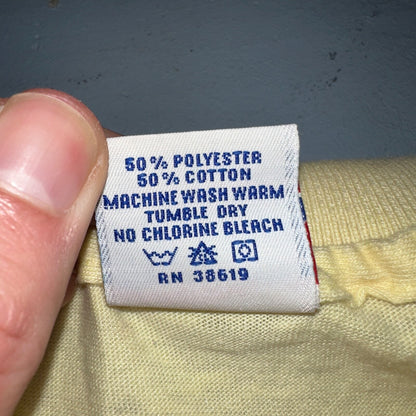 50% POLYESTER
50% COTTON
MACHINE WASH WARM
TUMBLE DRY
NO CHLORINE BLEACH
RN 38619